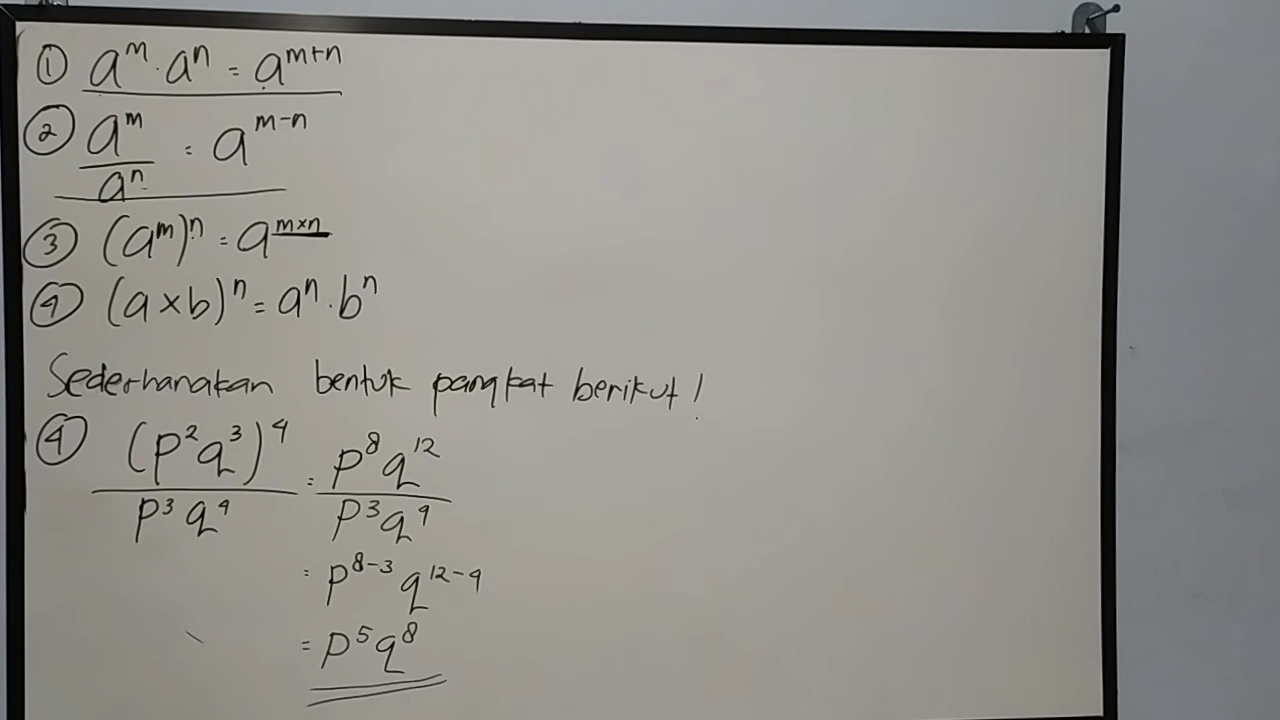 ① a^m · a^n = a^{m+n}
② a^m / a^n = a^{m-n}
③ (a^m)^n = a^{m×n}
④ (a×b)^n = a^n · b^n
Sederhanakan bentuk pangkat berikut!
④ (p²q³)⁴ / p³q⁴ = p⁸q¹² / p³q⁴
= p^{8-3} q^{12-4}
= p⁵q⁸